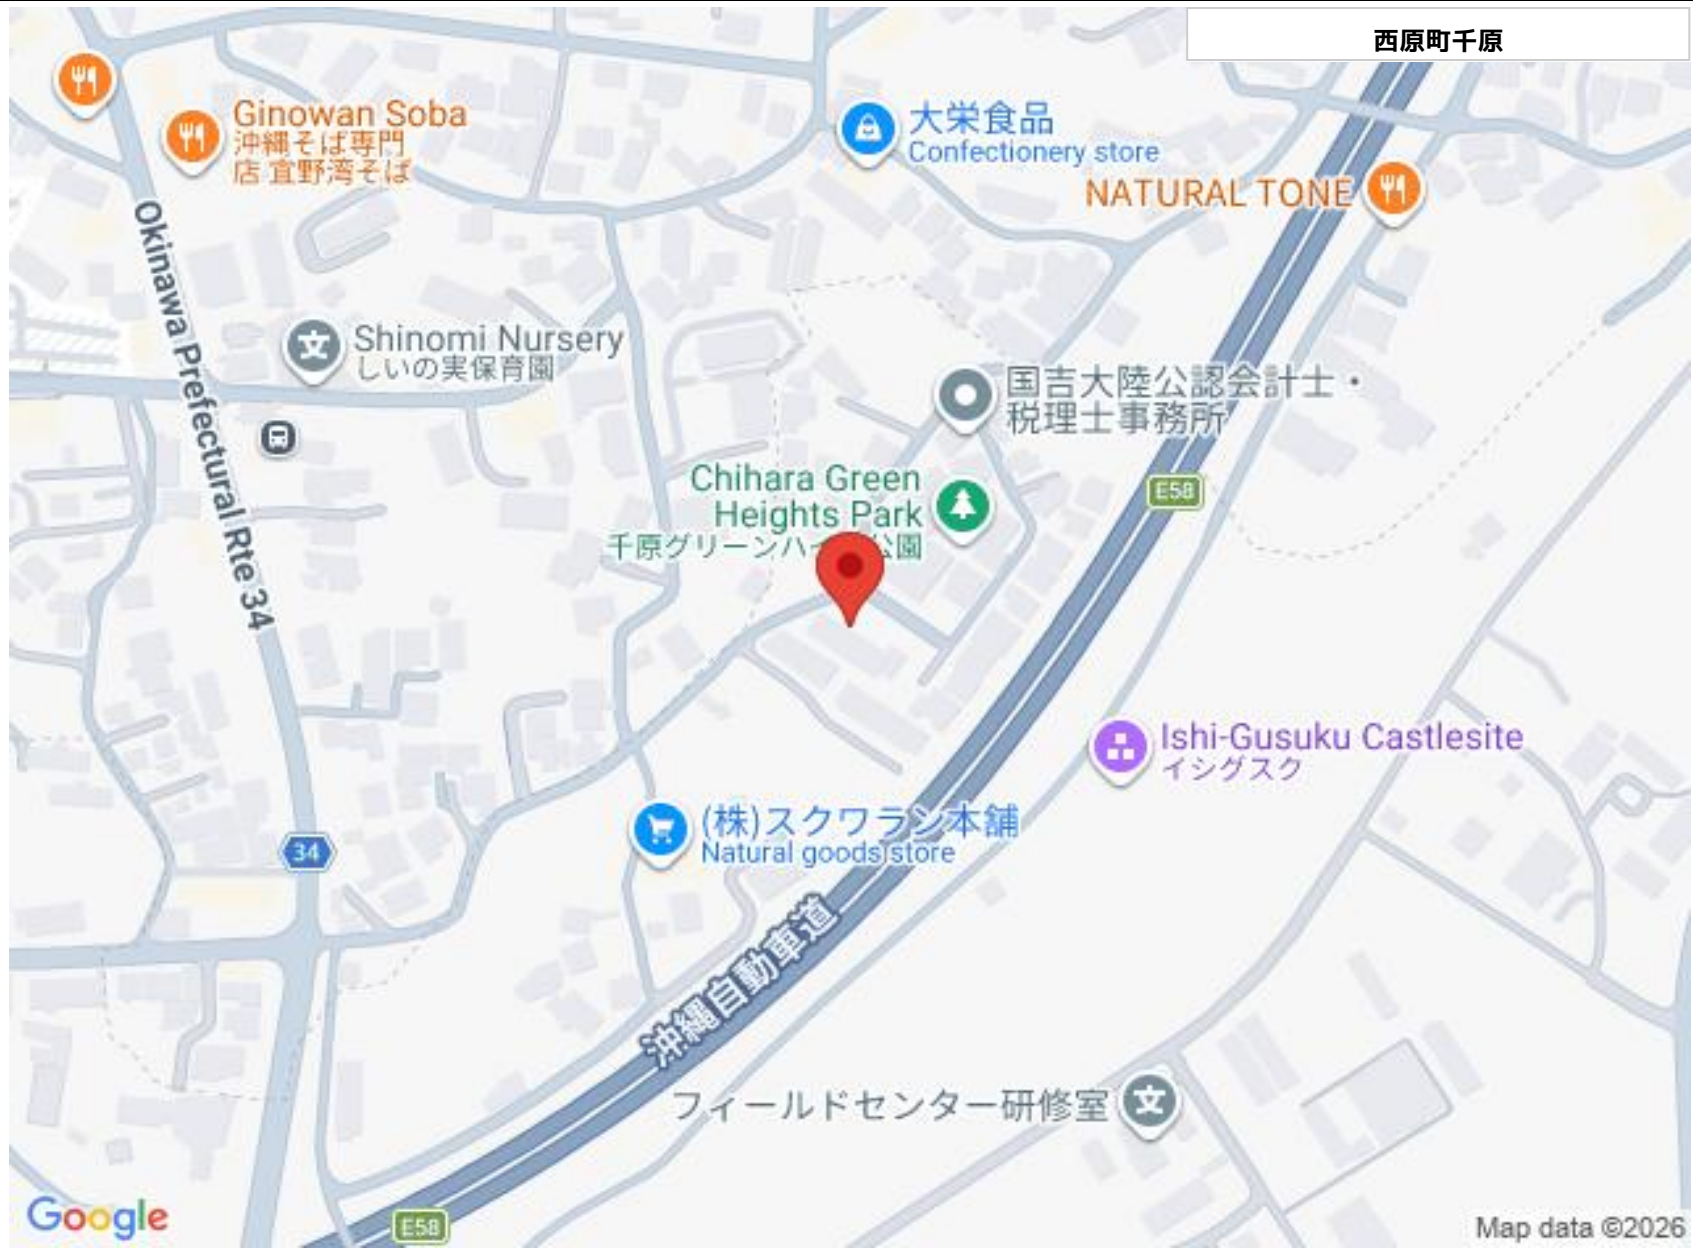 西原町千原
Ginowan Soba
沖縄そば専門
店 宜野湾そば
大栄食品
Confectionery store
NATURAL TONE
Okinawa Prefectural Rte 34
Shinomi Nursery
しいの実保育園
国吉大陸公認会計士・
税理士事務所
Chihara Green
Heights Park
千原グリーンハイ 公園
E58
Ishi-Gusuku Castlesite
イシグスク
(株)スクワラン本舗
Natural goods store
34
沖縄自動車道
フィールドセンター研修室
E58
Google
Map data ©2026